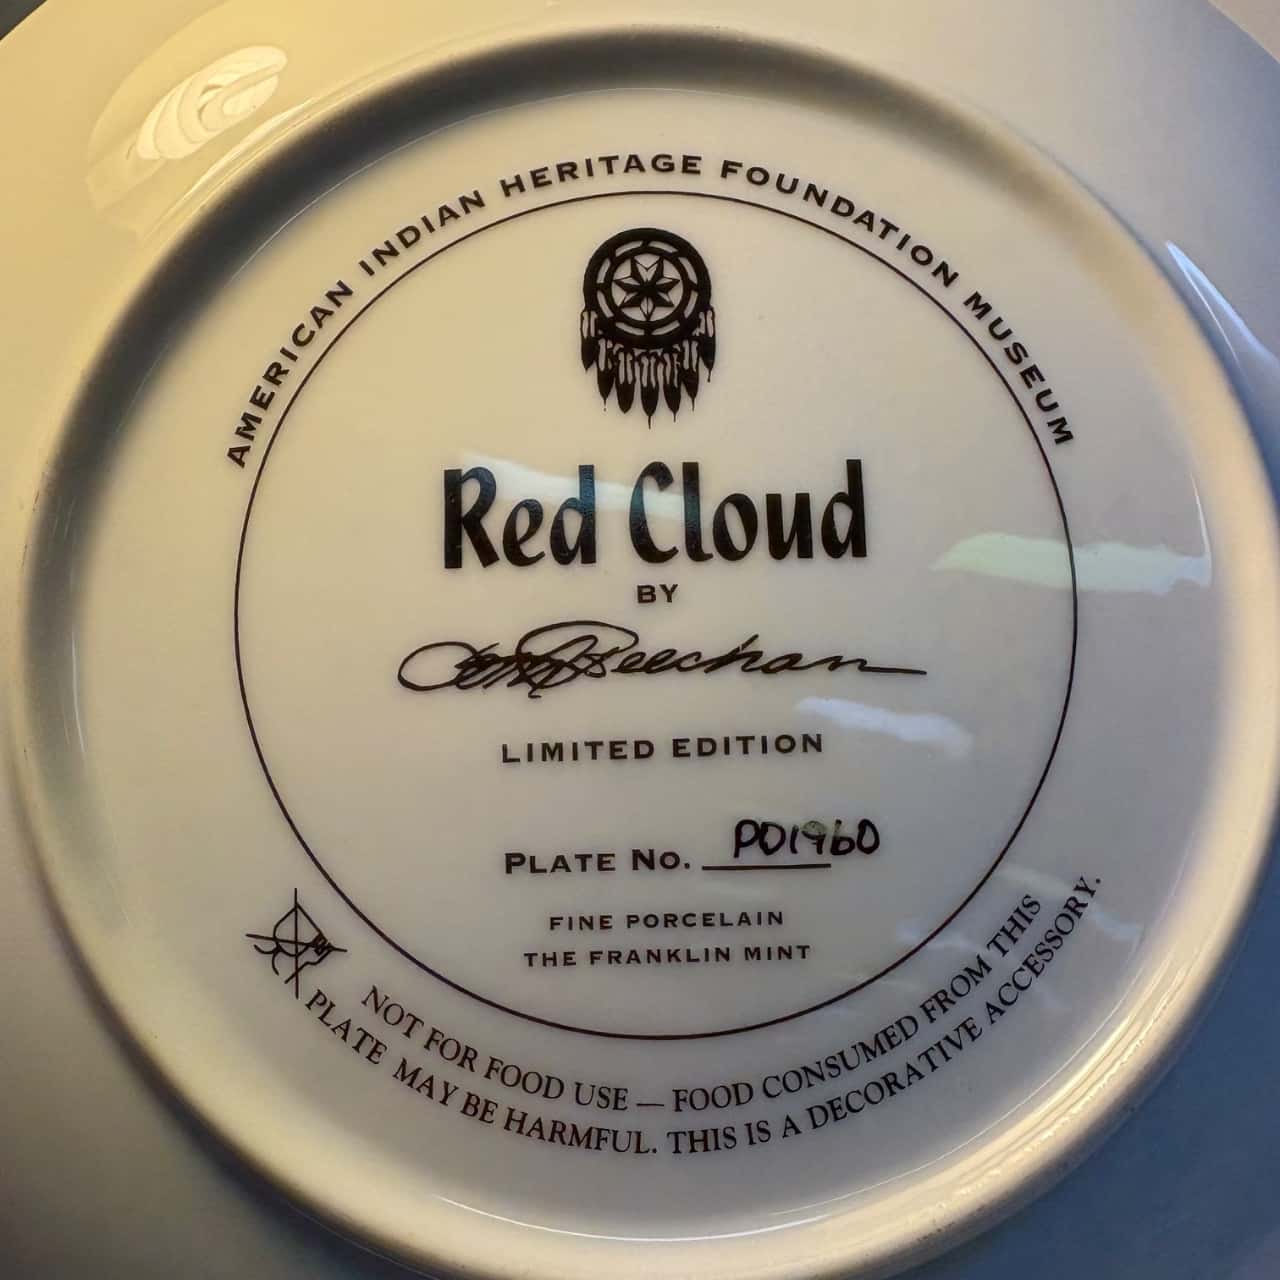 AMERICAN INDIAN HERITAGE FOUNDATION MUSEUM
Red Cloud
BY
Beecham
LIMITED EDITION
PLATE NO. PD1960
FINE PORCELAIN
THE FRANKLIN MINT
NOT FOR FOOD USE — FOOD CONSUMED FROM THIS
PLATE MAY BE HARMFUL. THIS IS A DECORATIVE ACCESSORY.